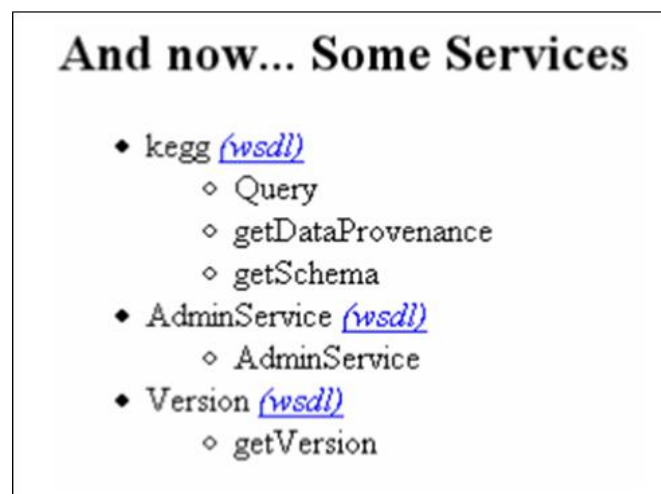 And now... Some Services
kegg (wsdl)
Query
getDataProvenance
getSchema
AdminService (wsdl)
AdminService
Version (wsdl)
getVersion